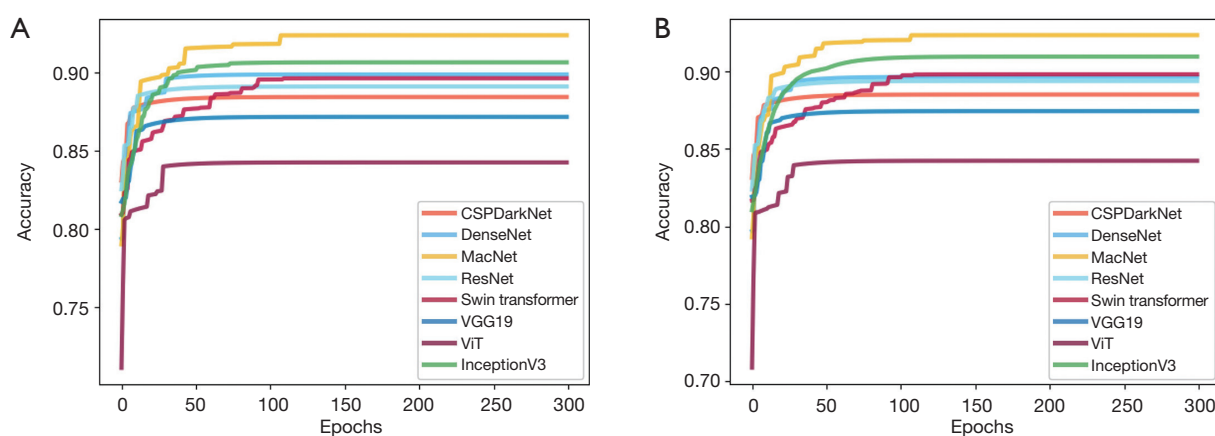 A
Accuracy
0.90
0.85
0.80
0.75
0 50 100 150 200 250 300
Epochs
CSPDarkNet
DenseNet
MacNet
ResNet
Swin transformer
VGG19
ViT
InceptionV3
B
Accuracy
0.90
0.85
0.80
0.75
0.70
0 50 100 150 200 250 300
Epochs
CSPDarkNet
DenseNet
MacNet
ResNet
Swin transformer
VGG19
ViT
InceptionV3